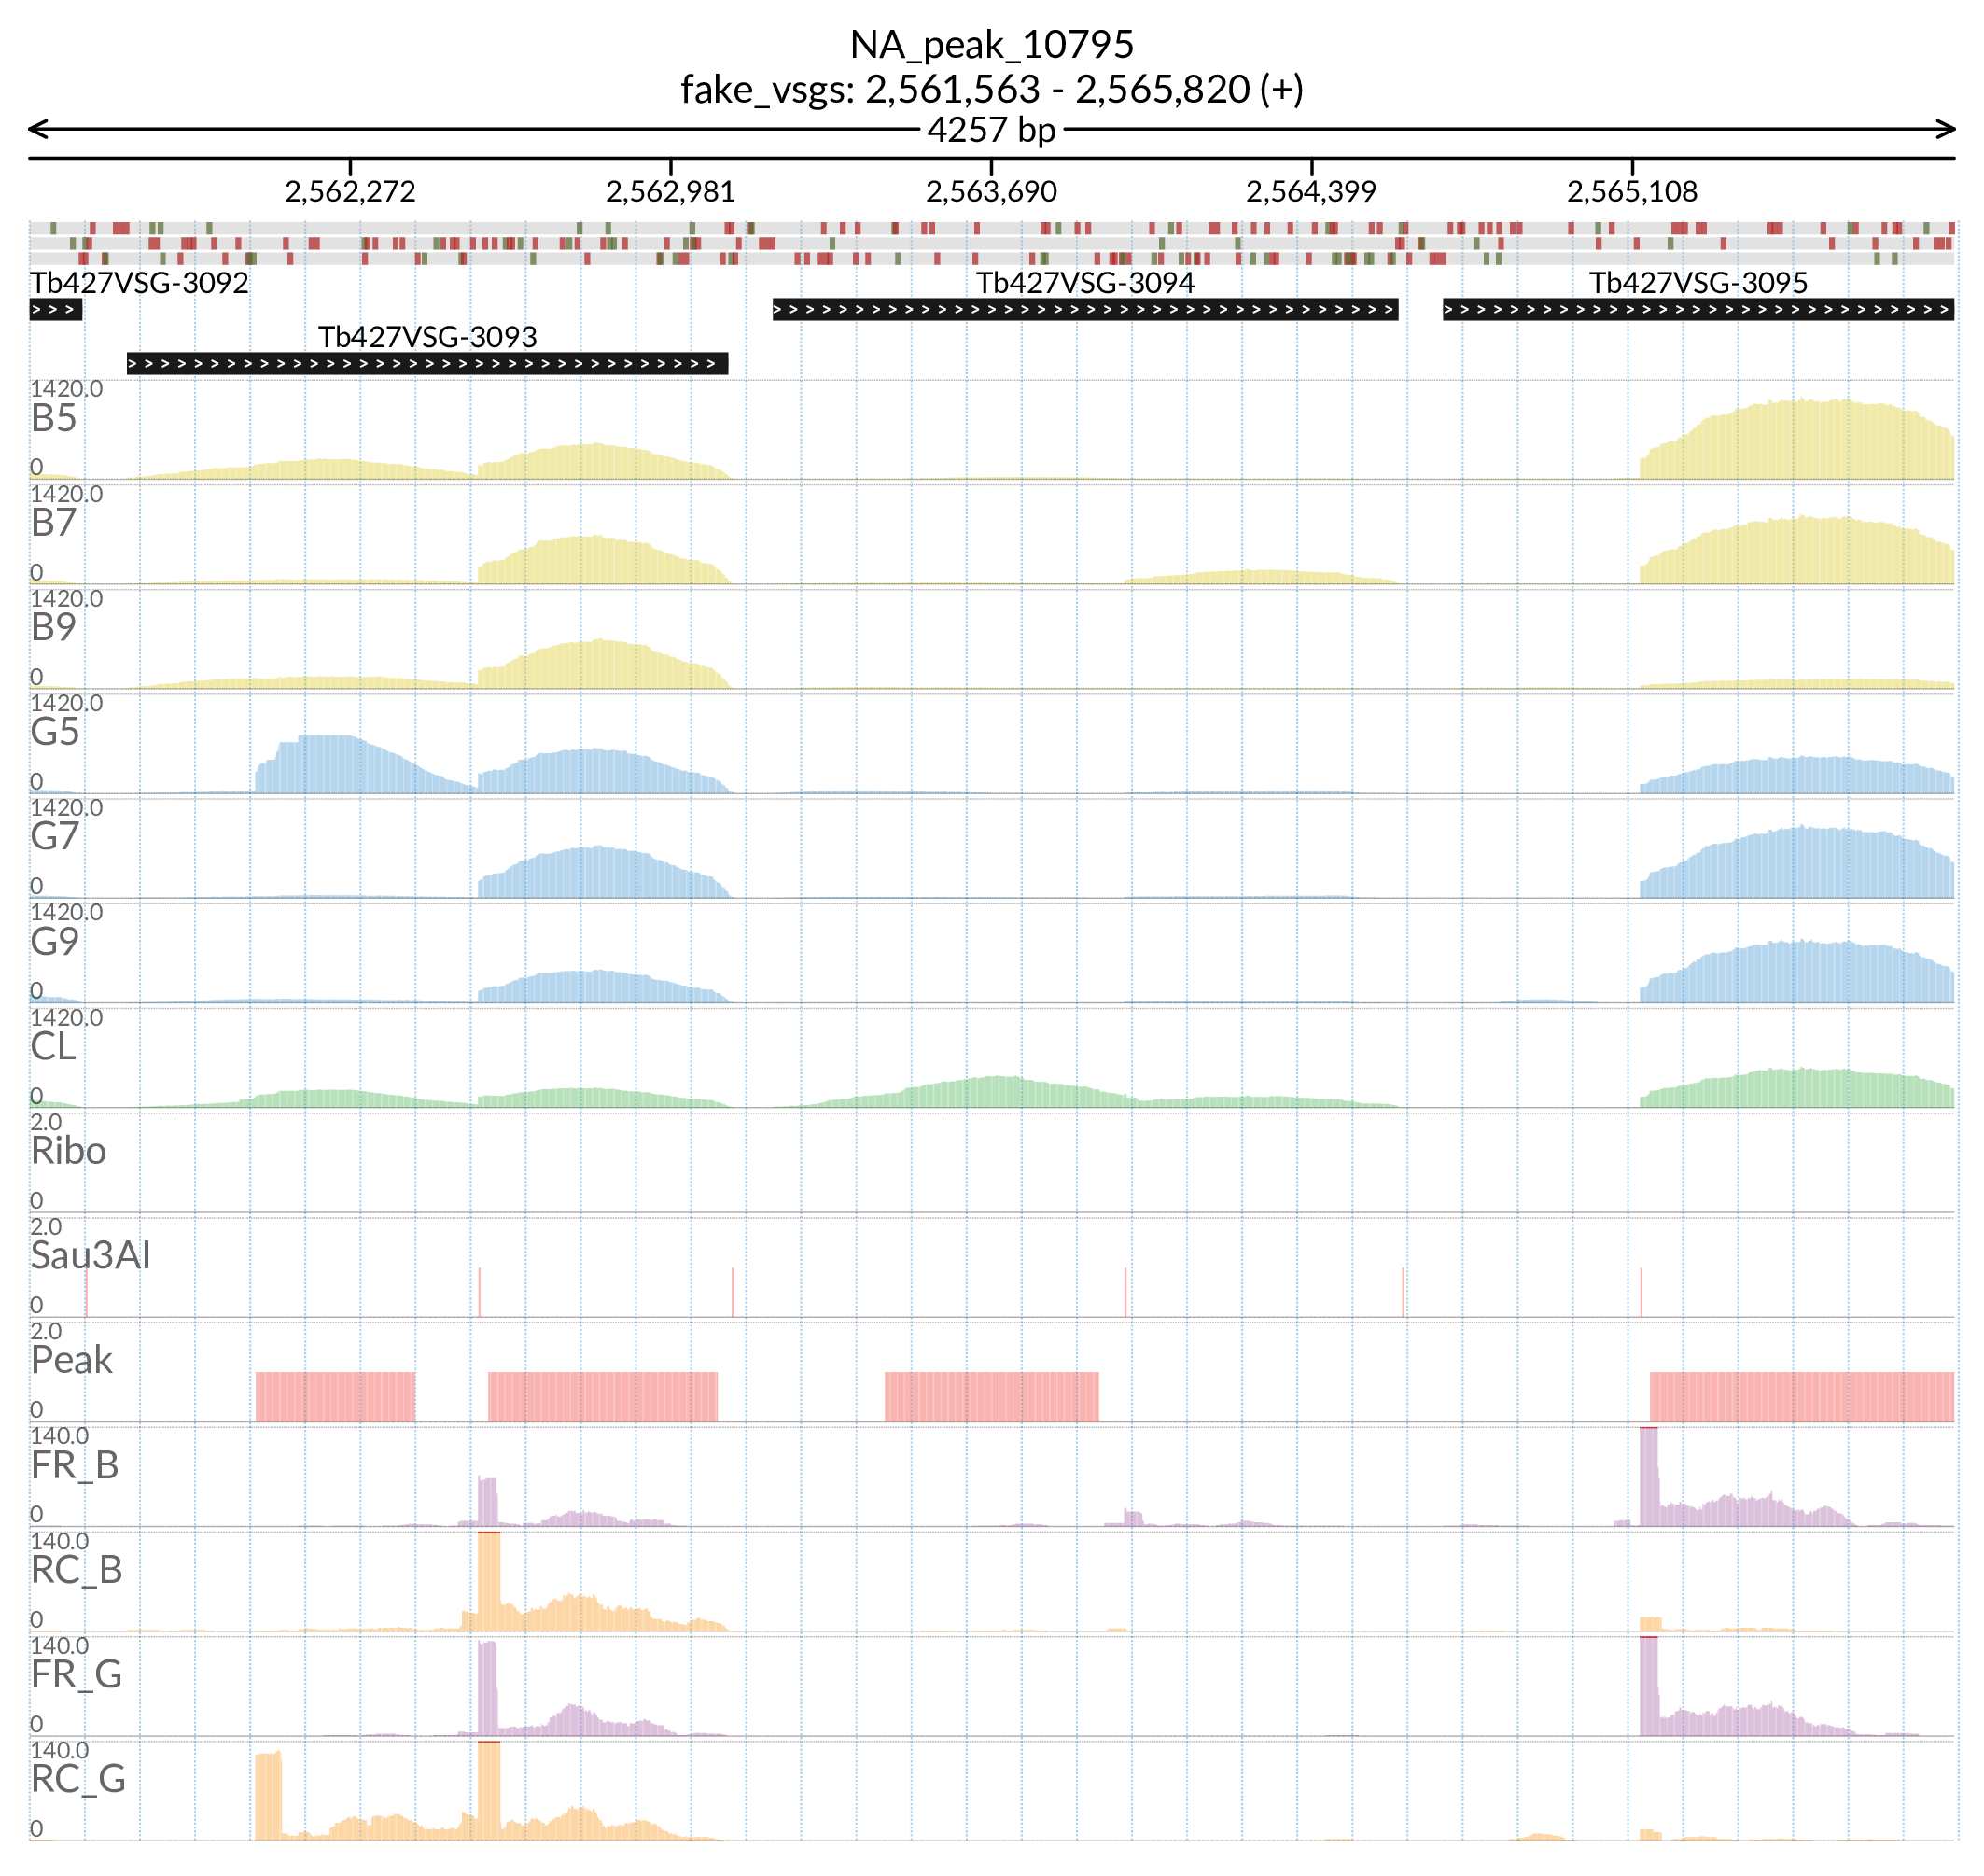 NA_peak_10795
fake_vsgs: 2,561,563 - 2,565,820 (+)
4257 bp
2,562,272 2,562,981 2,563,690 2,564,399 2,565,108
Tb427VSG-3092 Tb427VSG-3094 Tb427VSG-3095
Tb427VSG-3093
1420.0
B5
0
1420.0
B7
0
1420.0
B9
0
1420.0
G5
0
1420.0
G7
0
1420.0
G9
0
1420.0
CL
0
2.0
Ribo
0
2.0
Sau3AI
0
2.0
Peak
0
140.0
FR_B
0
140.0
RC_B
0
140.0
FR_G
0
140.0
RC_G
0